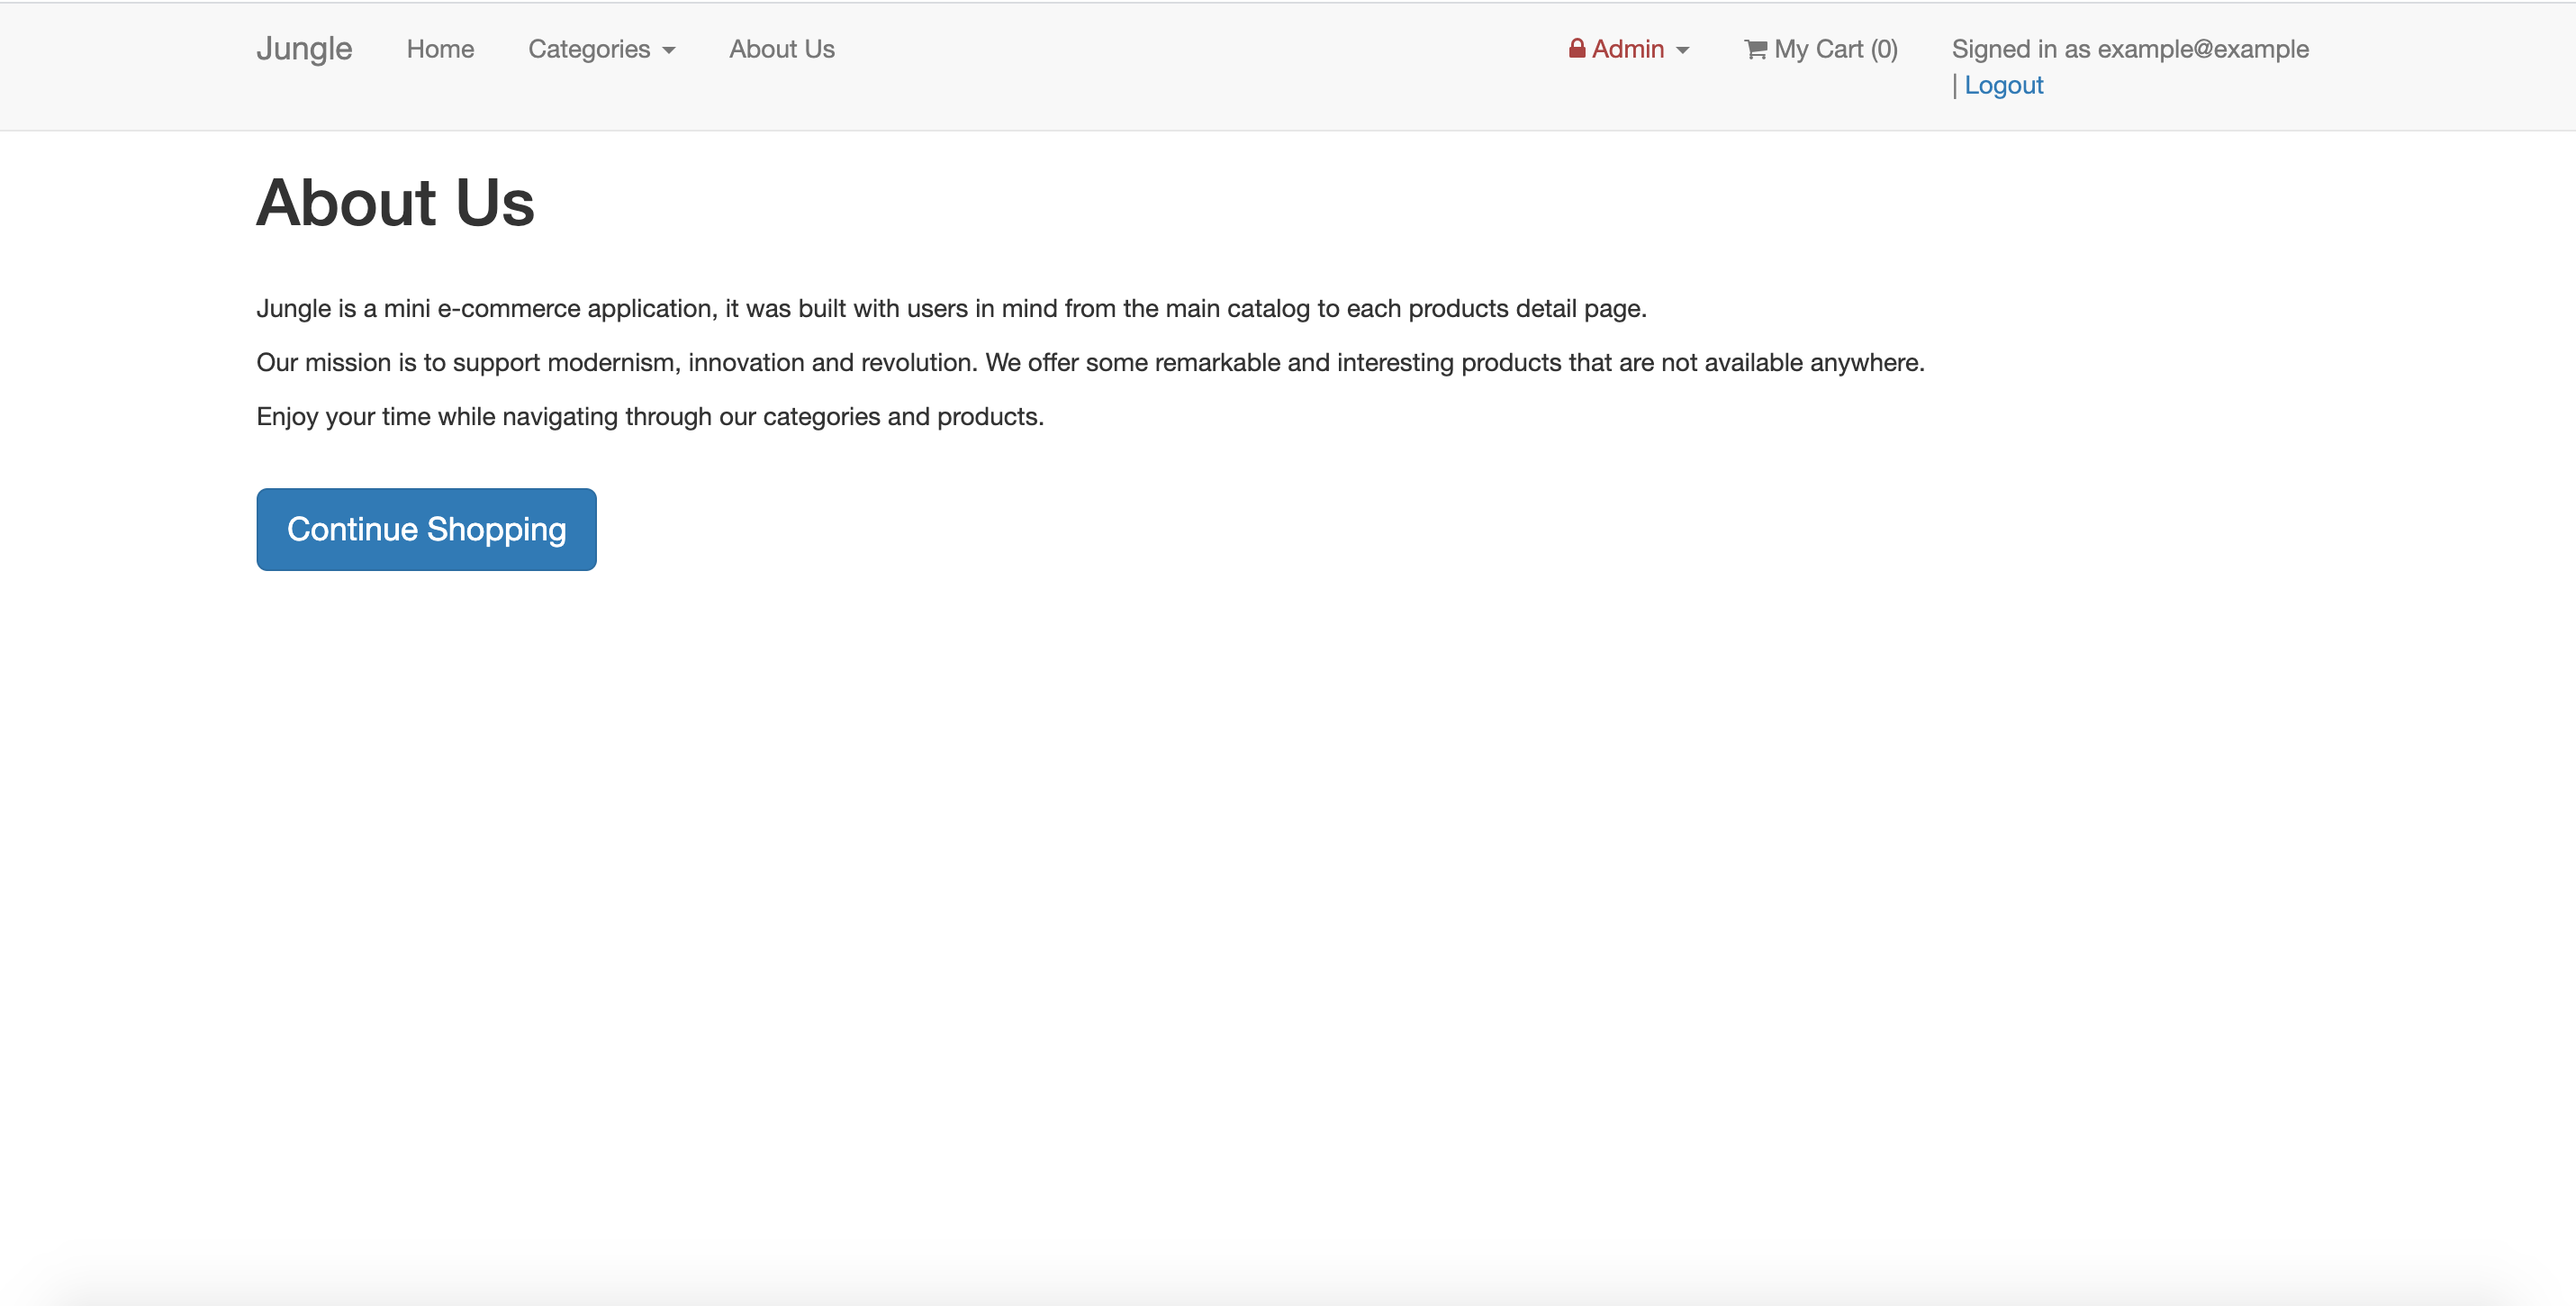 Jungle Home Categories About Us Admin My Cart (0) Signed in as example@example
| Logout
About Us
Jungle is a mini e-commerce application, it was built with users in mind from the main catalog to each products detail page.
Our mission is to support modernism, innovation and revolution. We offer some remarkable and interesting products that are not available anywhere.
Enjoy your time while navigating through our categories and products.
Continue Shopping